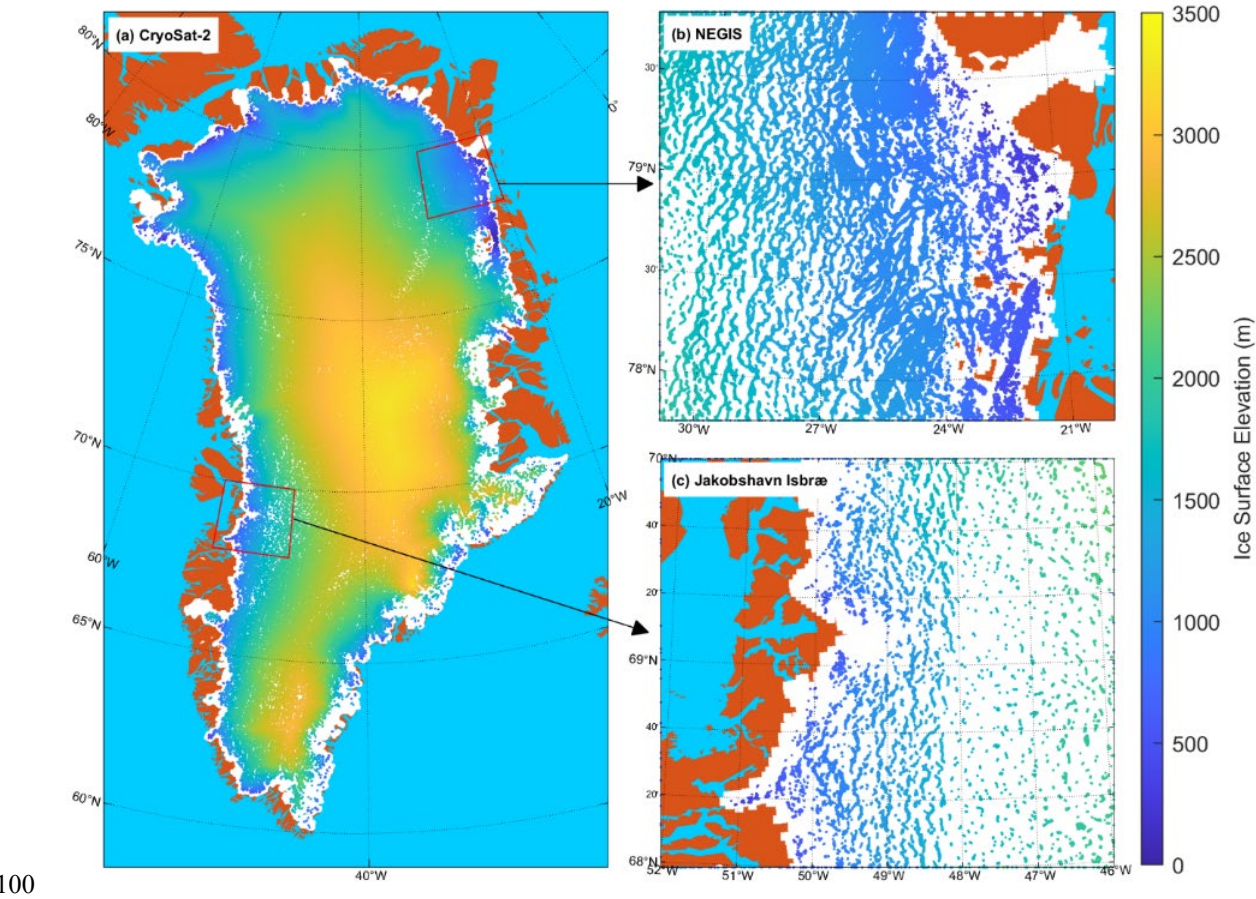 (a) CryoSat-2
80°N
80°W
75°N
70°N
60°W
65°N
60°N
40°W
20°W
0°
(b) NEGIS
30'
79°N
30'
78°N
30°W
27°W
24°W
21°W
(c) Jakobshavn Isbræ
70°N
40'
20'
69°N
40'
20'
68°N
52°W
51°W
50°W
49°W
48°W
47°W
46°W
3500
3000
2500
2000
1500
1000
500
0
Ice Surface Elevation (m)
100